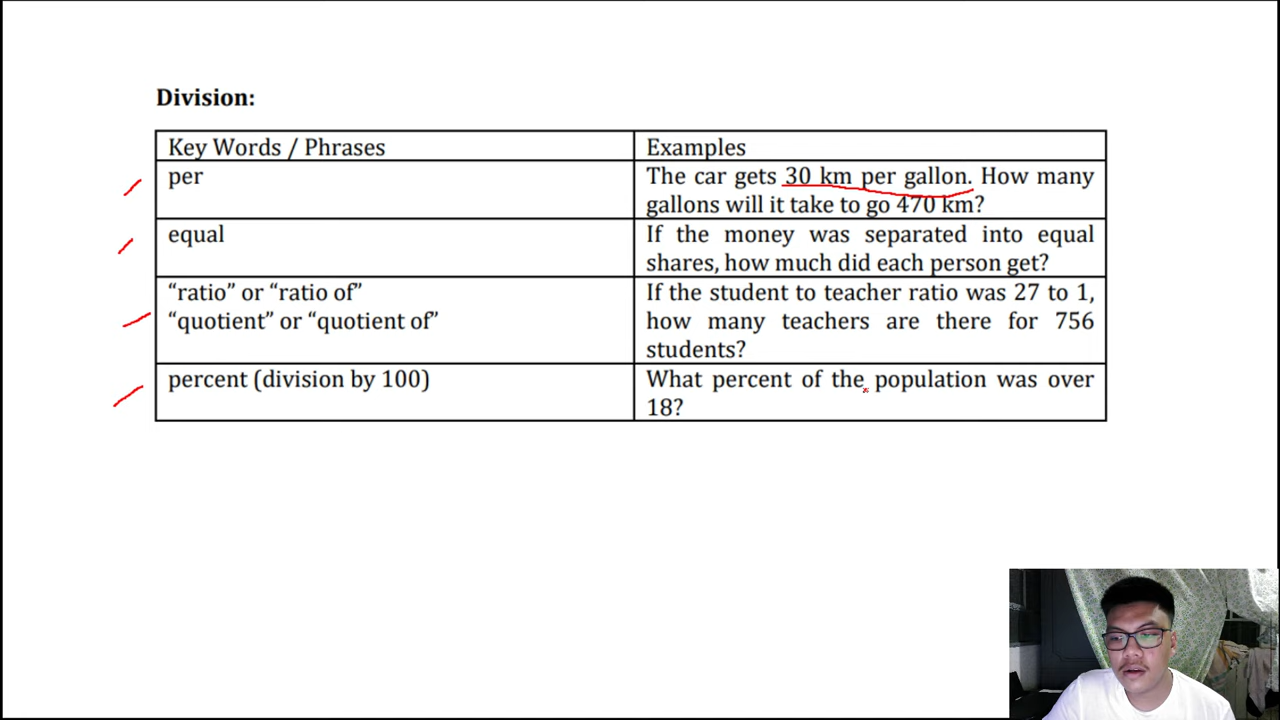 Division:
Key Words / Phrases
Examples
per
The car gets 30 km per gallon. How many
gallons will it take to go 470 km?
equal
If the money was separated into equal
shares, how much did each person get?
“ratio” or “ratio of”
“quotient” or “quotient of”
If the student to teacher ratio was 27 to 1,
how many teachers are there for 756
students?
percent (division by 100)
What percent of the population was over
18?